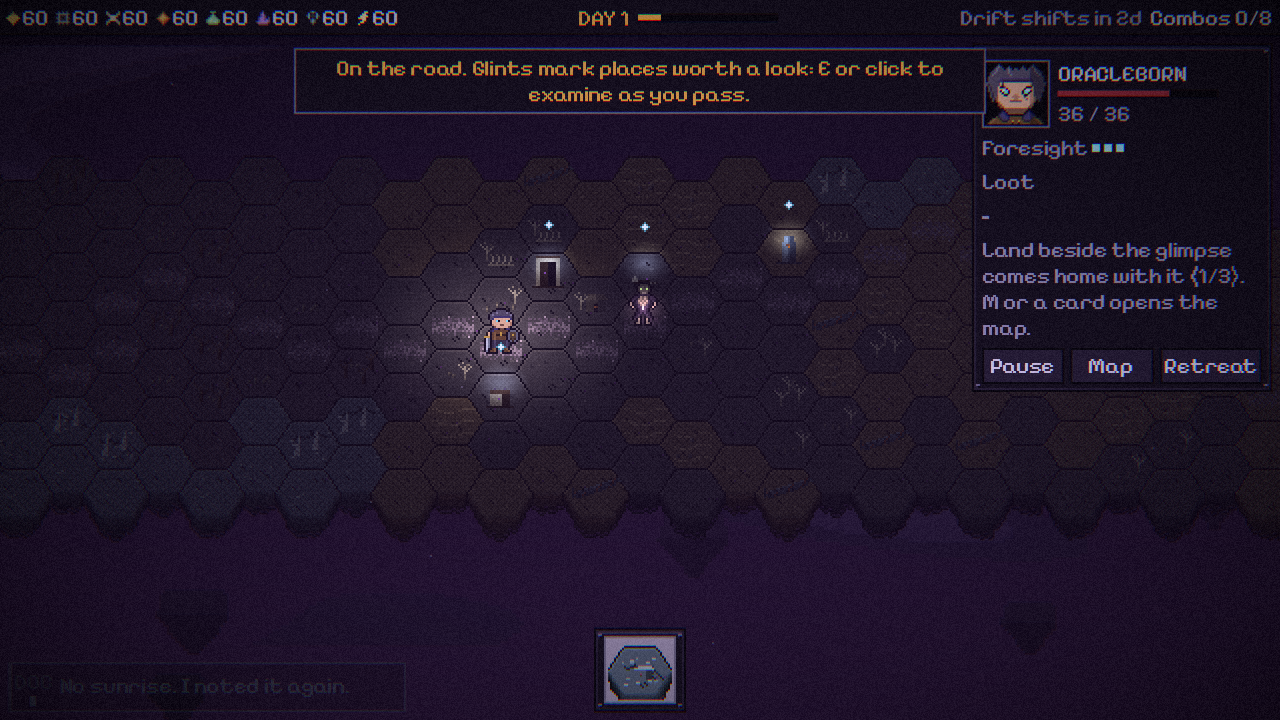 60 60 60 60 60 60 60 60
DAY 1
Drift shifts in 2d Combos 0/8
On the road. Glints mark places worth a look: E or click to
examine as you pass.
ORACLEBORN
36 / 36
Foresight
Loot
-
Land beside the glimpse
comes home with it (1/3).
M or a card opens the
map.
Pause Map Retreat
No sunrise. I noted it again.